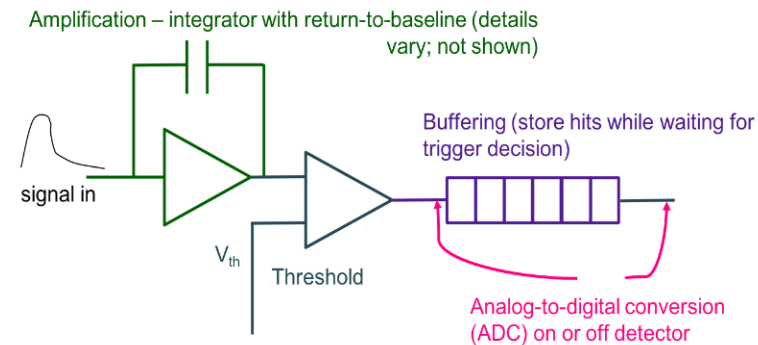 Amplification – integrator with return-to-baseline (details
vary; not shown)
Buffering (store hits while waiting for
trigger decision)
signal in
Vth
Threshold
Analog-to-digital conversion
(ADC) on or off detector